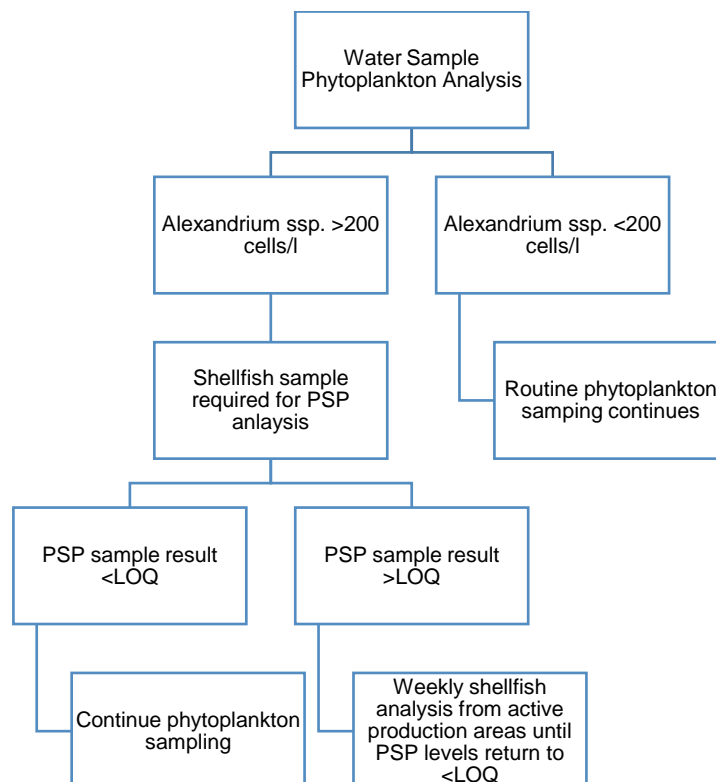 Water Sample
Phytoplankton Analysis
Alexandrium ssp. >200
cells/l
Alexandrium ssp. <200
cells/l
Shellfish sample
required for PSP
anlaysis
Routine phytoplankton
samping continues
PSP sample result
<LOQ
PSP sample result
>LOQ
Continue phytoplankton
sampling
Weekly shellfish
analysis from active
production areas until
PSP levels return to
<LOQ